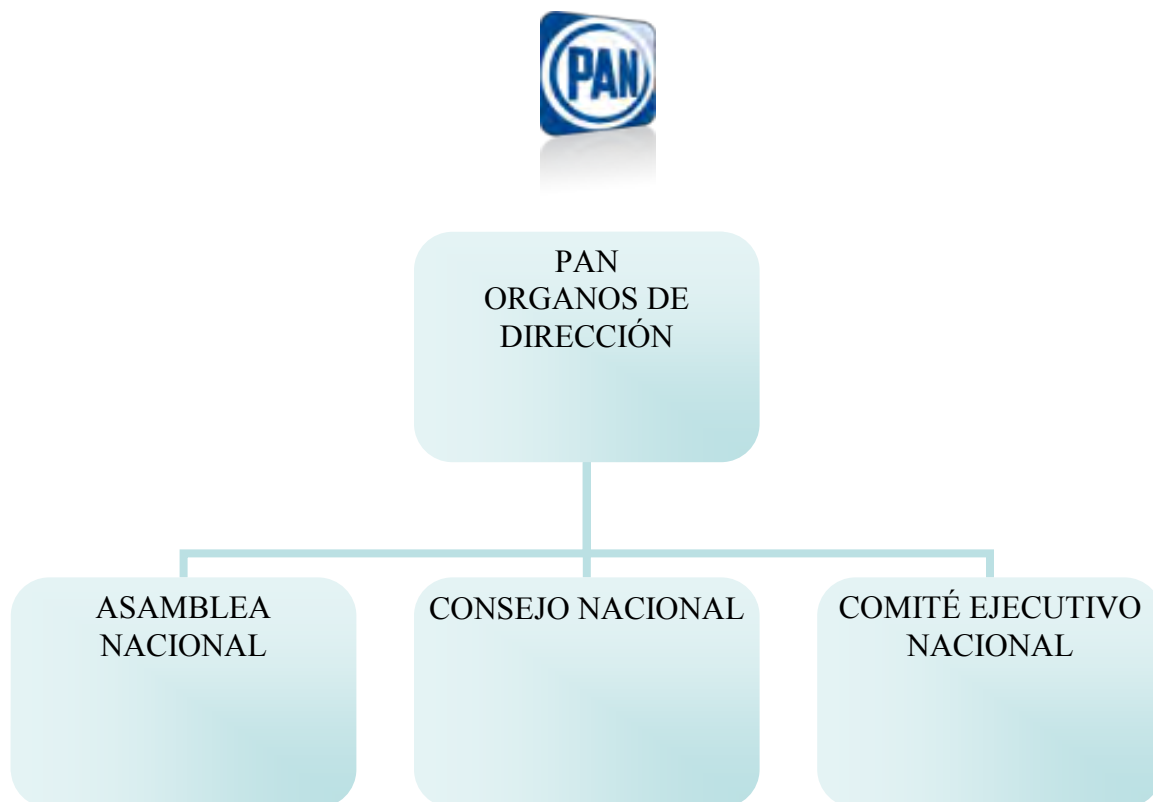 PAN
PAN
ORGANOS DE
DIRECCIÓN
ASAMBLEA
NACIONAL
CONSEJO NACIONAL
COMITÉ EJECUTIVO
NACIONAL